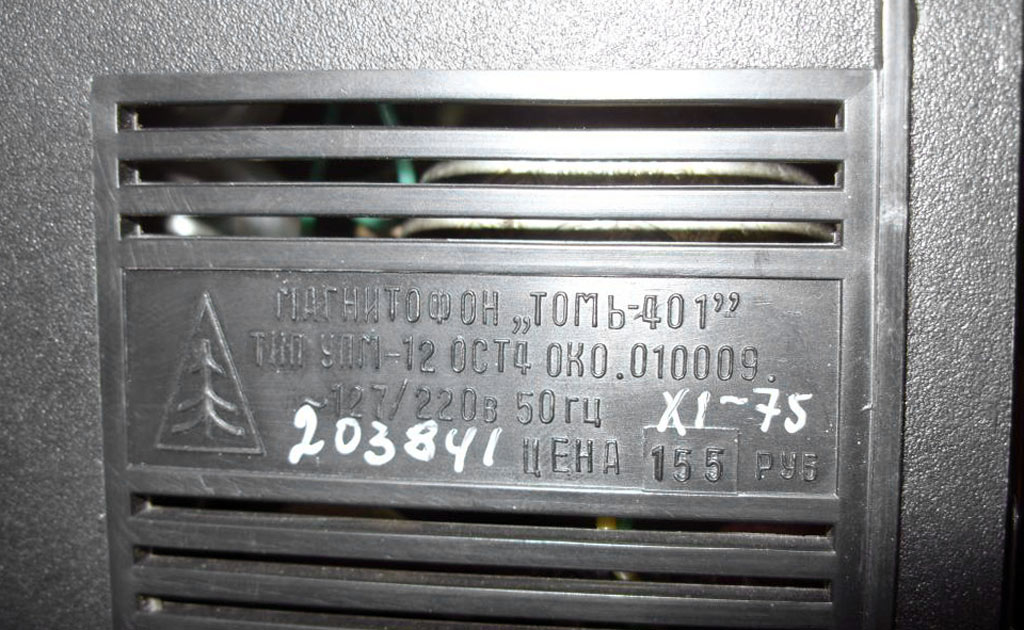 МАГНИТОФОН „ТОМЬ-401”
ТИП УПМ-12 ОСТ4 ОКО.010009.
~127/220в 50гц XI-75
203841 ЦЕНА 155 РУБ